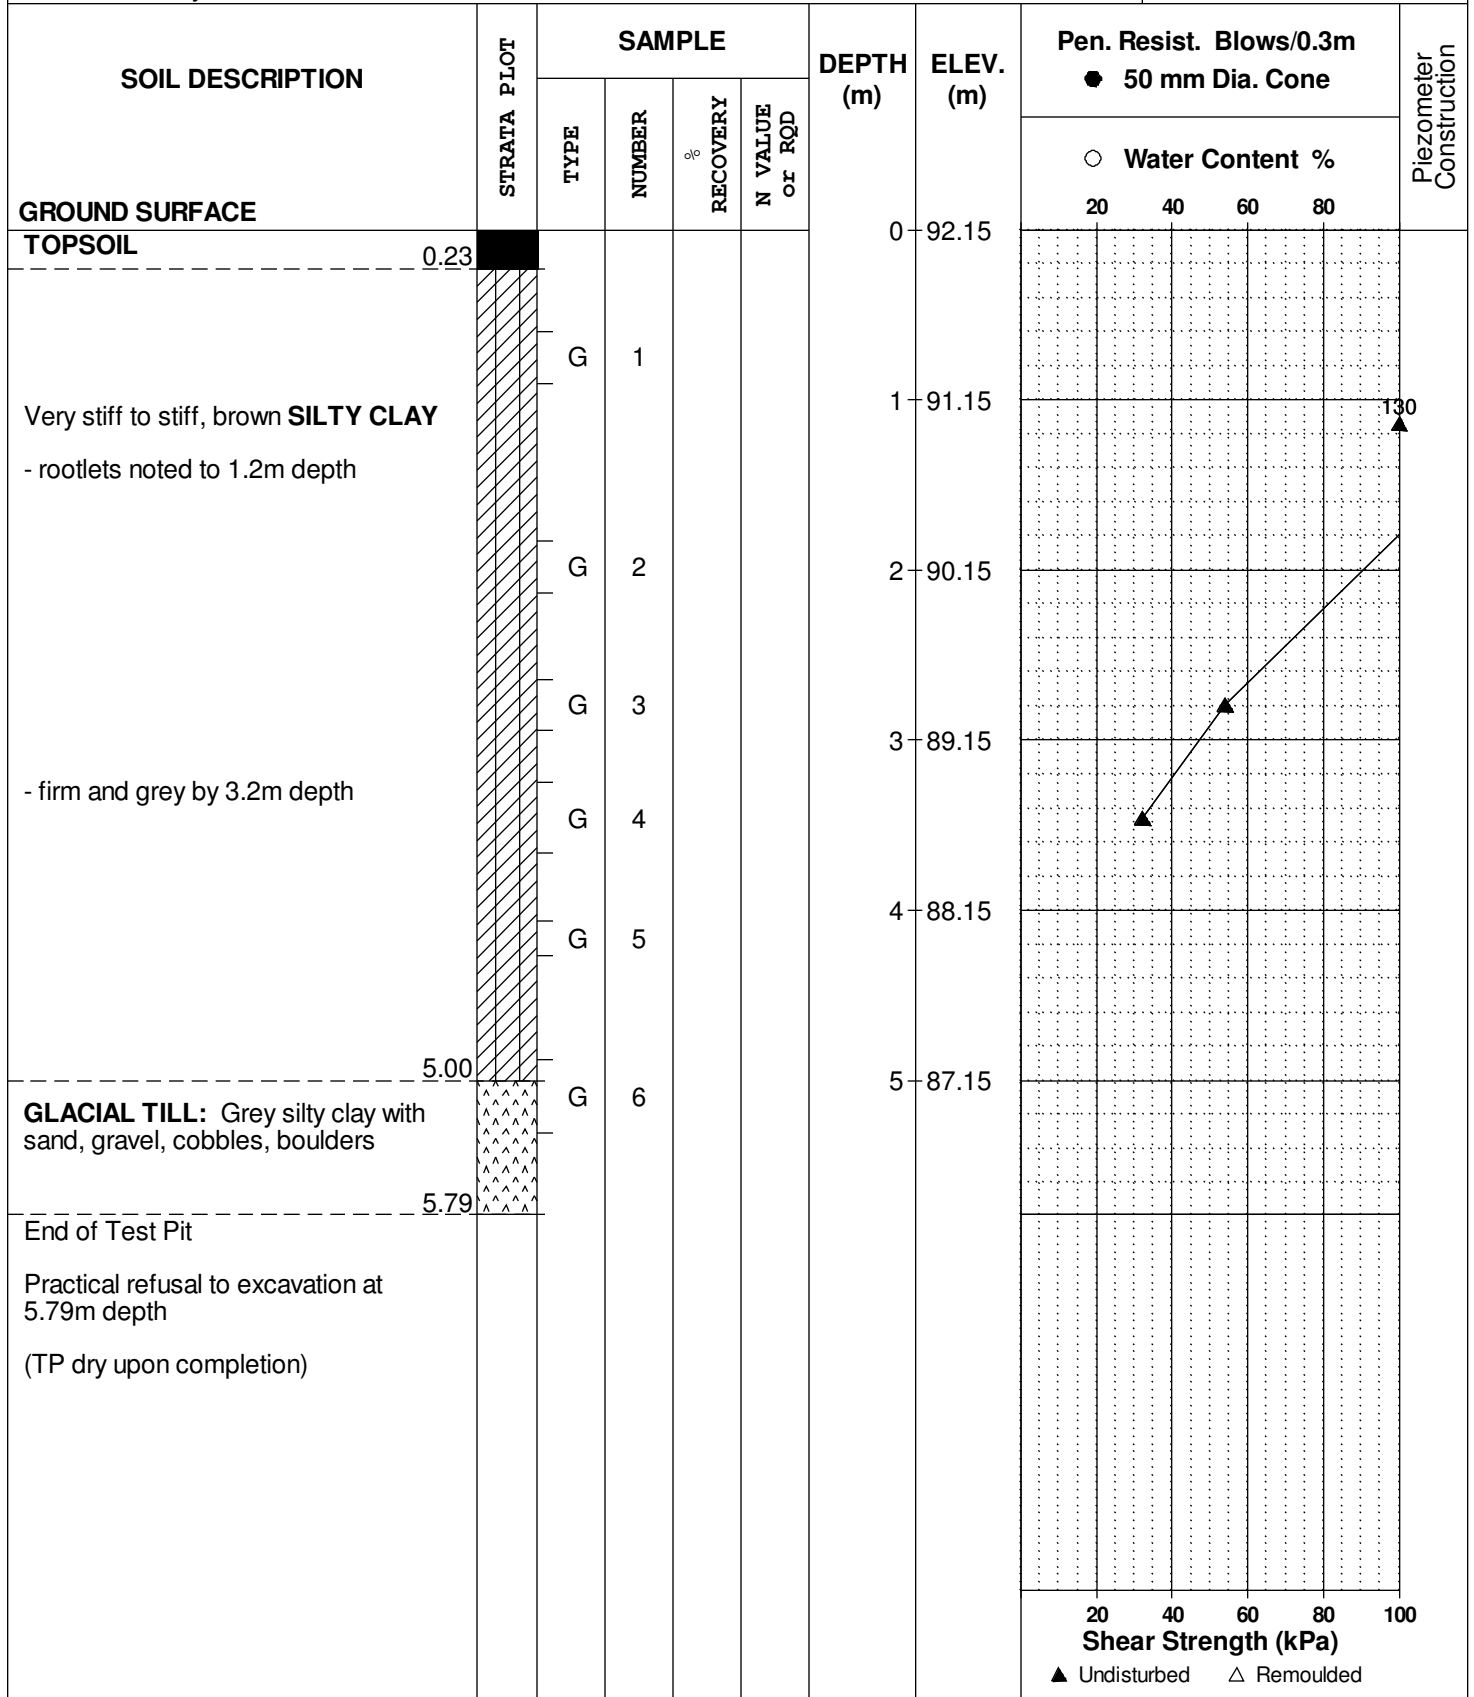 SOIL DESCRIPTION
GROUND SURFACE
STRATA PLOT
SAMPLE
TYPE
NUMBER
%
RECOVERY
N VALUE
or RQD
DEPTH
(m)
ELEV.
(m)
Pen. Resist. Blows/0.3m
● 50 mm Dia. Cone
○ Water Content %
20 40 60 80
Piezometer
Construction
TOPSOIL
0.23
0 92.15
G 1
1 91.15
130
Very stiff to stiff, brown SILTY CLAY
- rootlets noted to 1.2m depth
G 2
2 90.15
G 3
3 89.15
- firm and grey by 3.2m depth
G 4
4 88.15
G 5
5.00
5 87.15
G 6
GLACIAL TILL: Grey silty clay with
sand, gravel, cobbles, boulders
5.79
End of Test Pit
Practical refusal to excavation at
5.79m depth
(TP dry upon completion)
20 40 60 80 100
Shear Strength (kPa)
▲ Undisturbed △ Remoulded